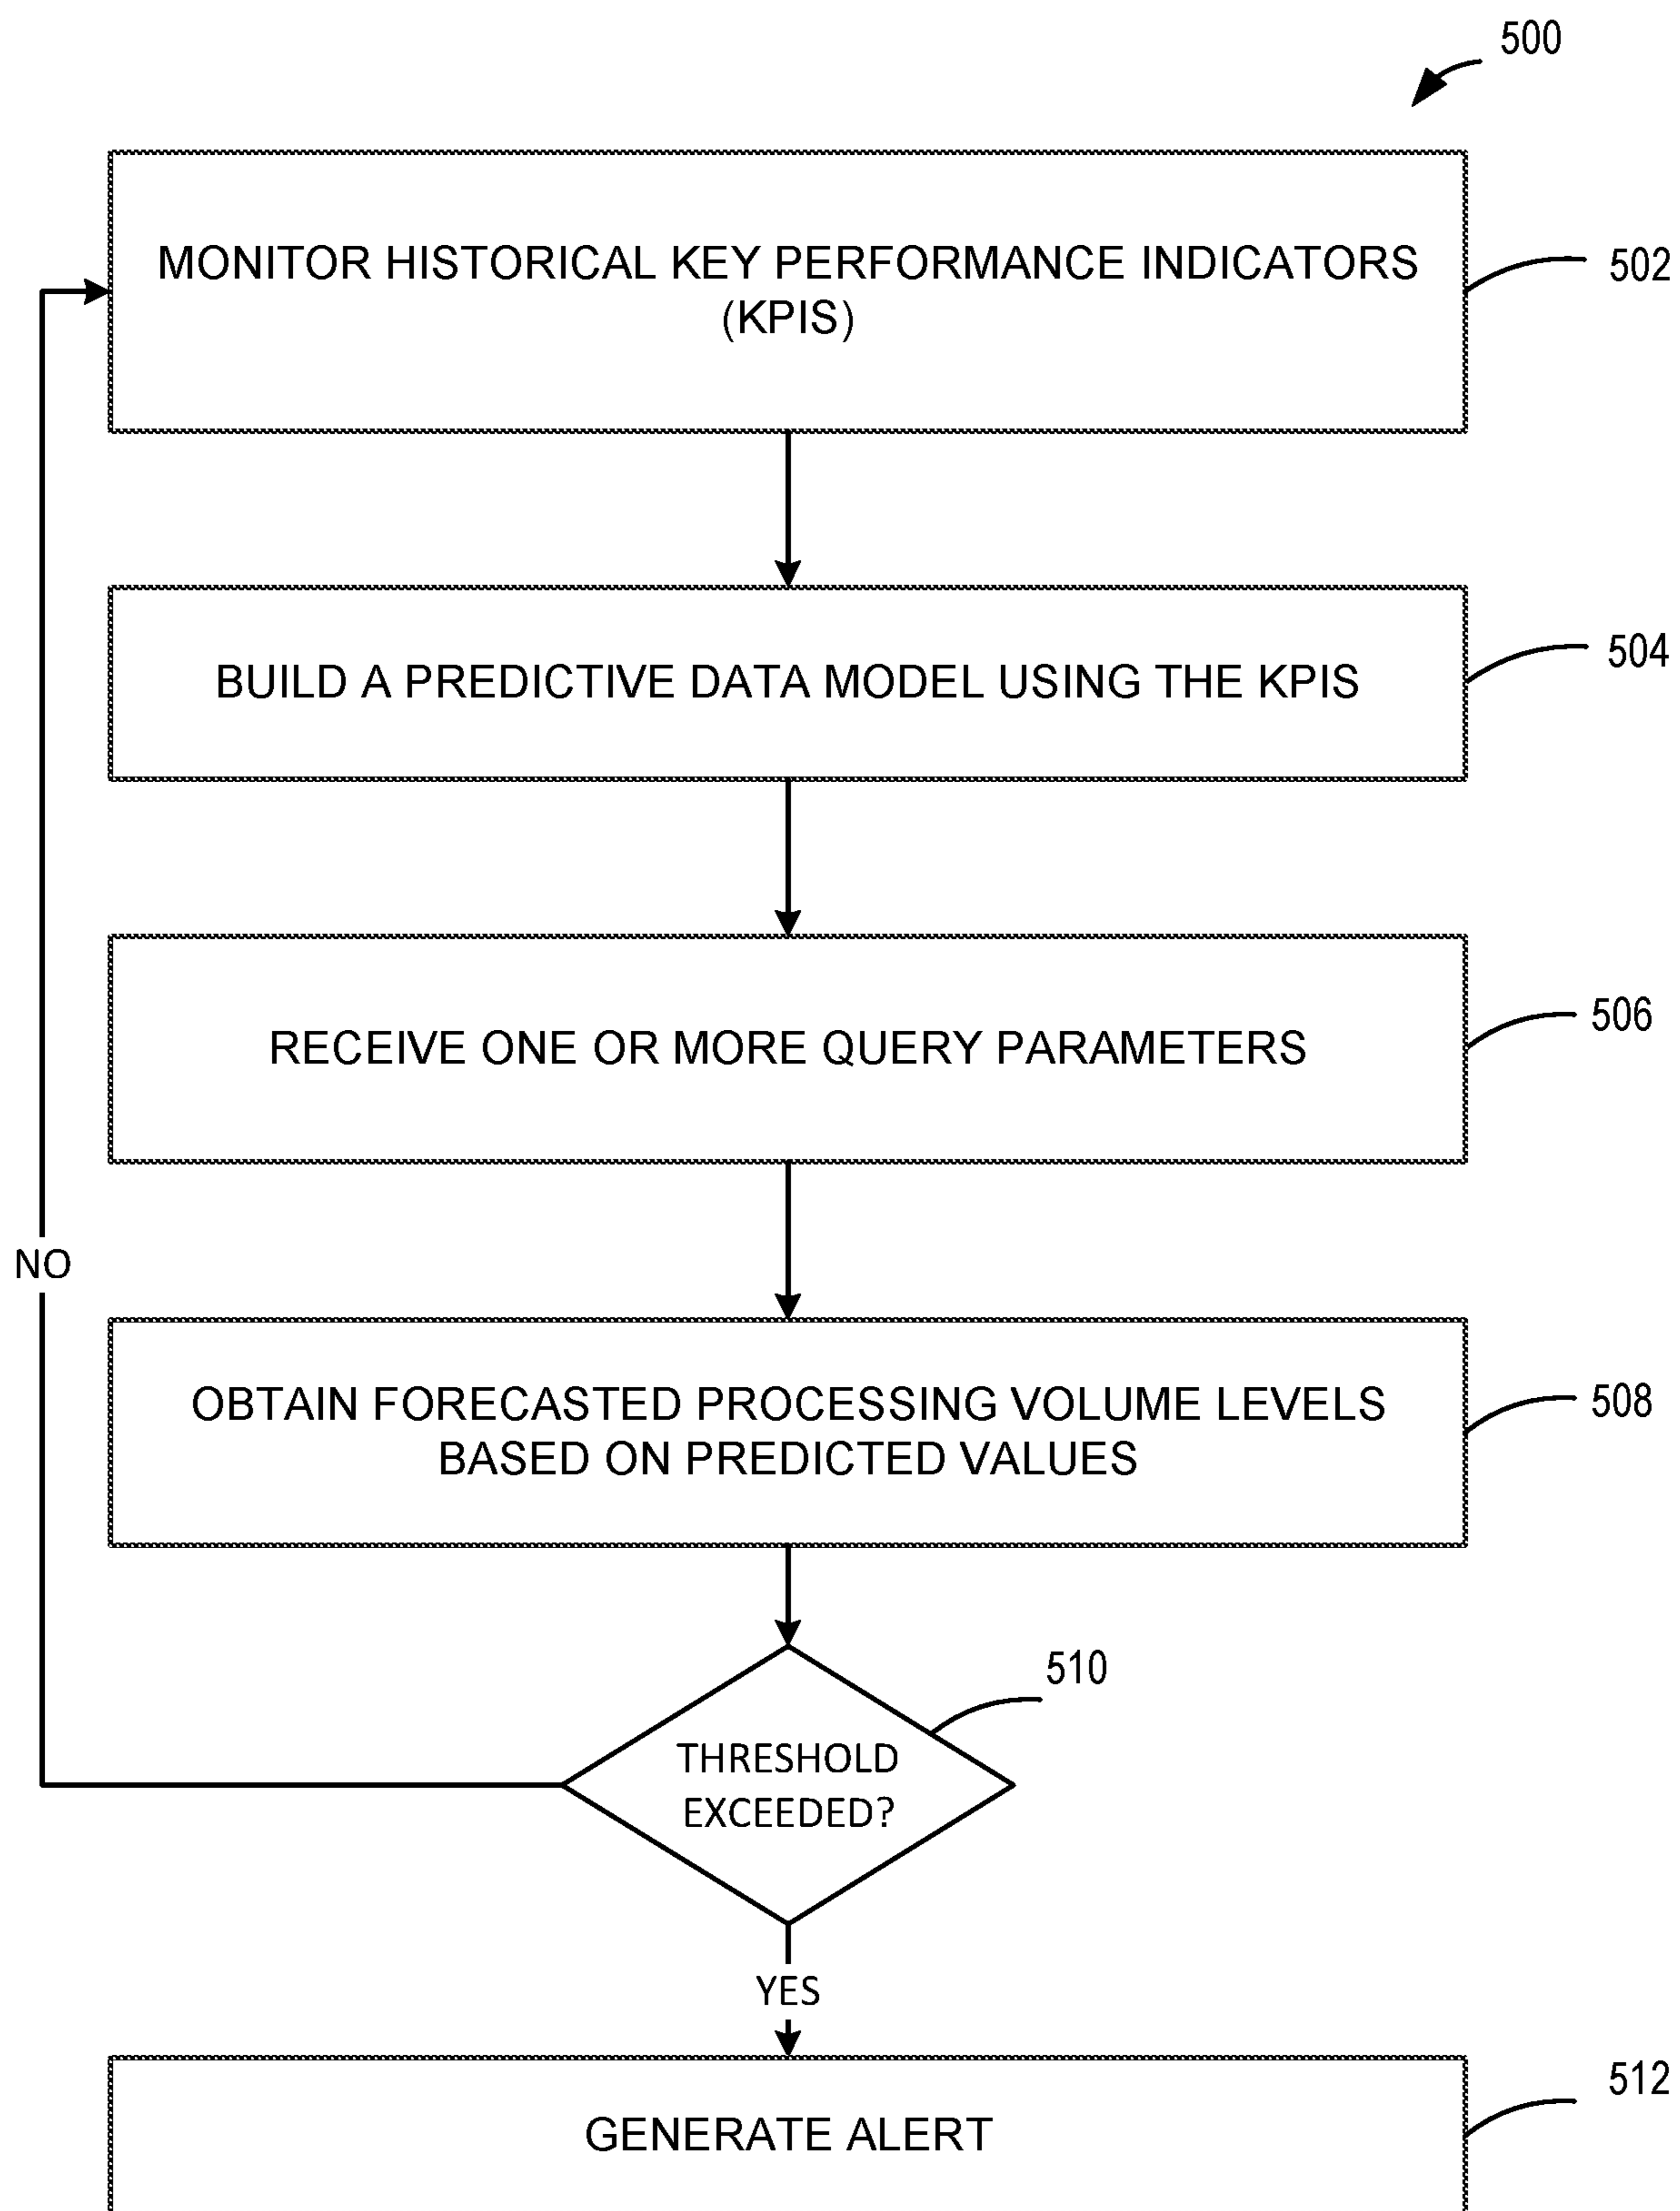 500
MONITOR HISTORICAL KEY PERFORMANCE INDICATORS
(KPIS)
502
BUILD A PREDICTIVE DATA MODEL USING THE KPIS
504
RECEIVE ONE OR MORE QUERY PARAMETERS
506
NO
OBTAIN FORECASTED PROCESSING VOLUME LEVELS
BASED ON PREDICTED VALUES
508
510
THRESHOLD
EXCEEDED?
YES
GENERATE ALERT
512